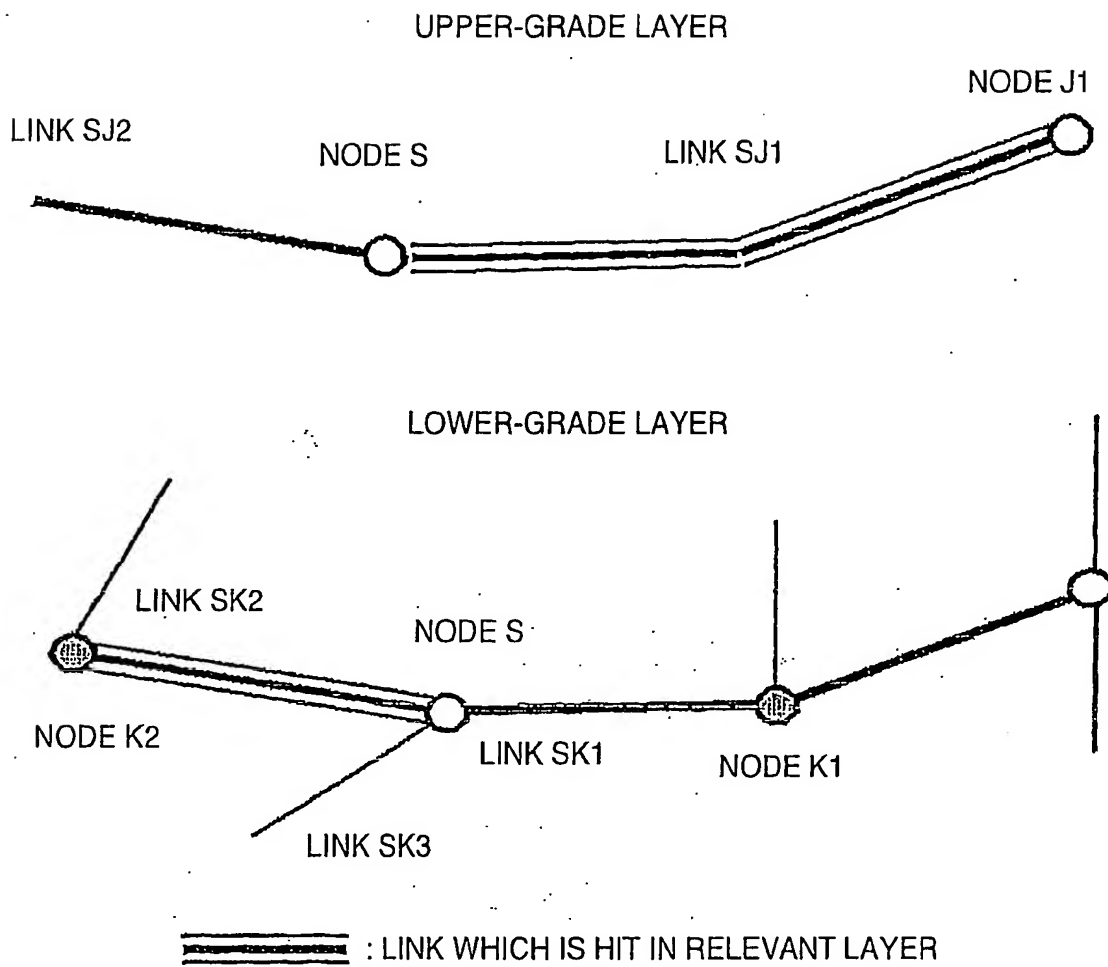 UPPER-GRADE LAYER
NODE J1
LINK SJ2
NODE S
LINK SJ1
LOWER-GRADE LAYER
LINK SK2
NODE S
NODE K2
LINK SK1
NODE K1
LINK SK3
: LINK WHICH IS HIT IN RELEVANT LAYER